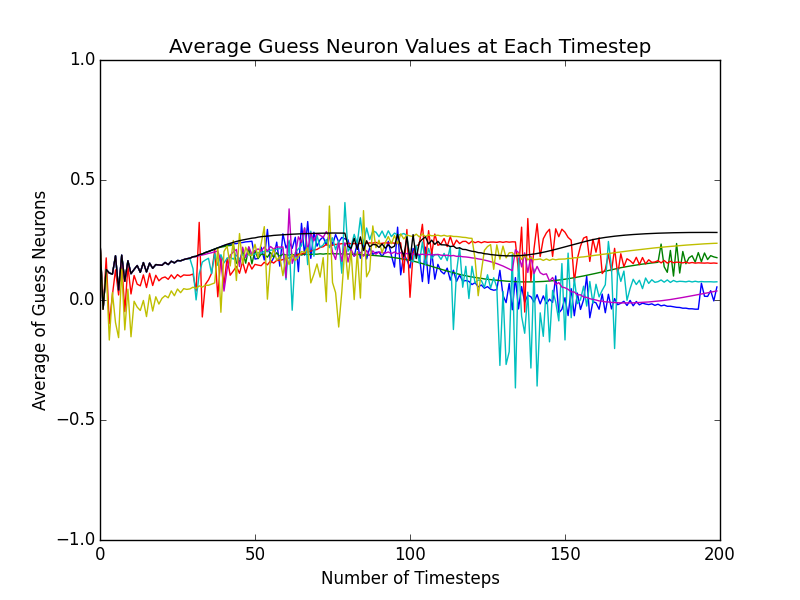 Average Guess Neuron Values at Each Timestep
1.0
0.5
0.0
−0.5
−1.0
Average of Guess Neurons
0 50 100 150 200
Number of Timesteps